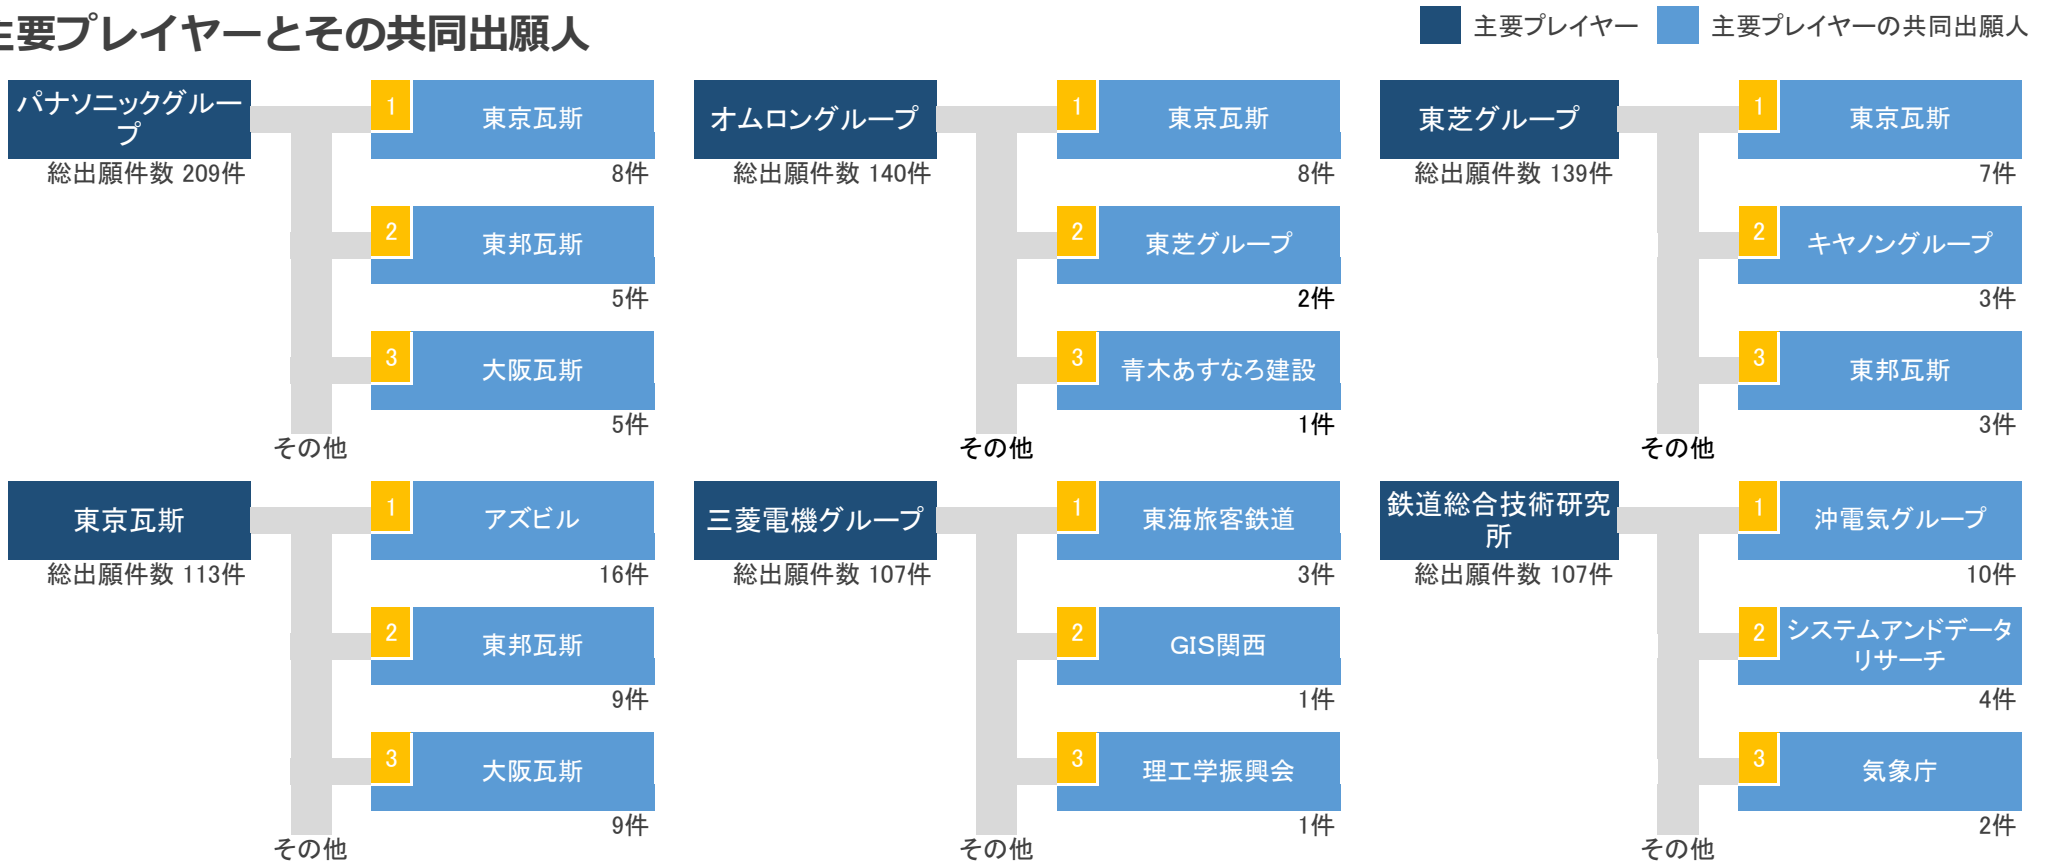 主要プレイヤーとその共同出願人
主要プレイヤー
主要プレイヤーの共同出願人
パナソニックグルー
プ
総出願件数 209件
1
東京瓦斯
8件
2
東邦瓦斯
5件
3
大阪瓦斯
5件
その他
オムロングループ
総出願件数 140件
1
東京瓦斯
8件
2
東芝グループ
2件
3
青木あすなろ建設
1件
その他
東芝グループ
総出願件数 139件
1
東京瓦斯
7件
2
キヤノングループ
3件
3
東邦瓦斯
3件
その他
東京瓦斯
総出願件数 113件
1
アズビル
16件
2
東邦瓦斯
9件
3
大阪瓦斯
9件
その他
三菱電機グループ
総出願件数 107件
1
東海旅客鉄道
3件
2
GIS関西
1件
3
理工学振興会
1件
その他
鉄道総合技術研究
所
総出願件数 107件
1
沖電気グループ
10件
2
システムアンドデータ
リサーチ
4件
3
気象庁
2件
その他